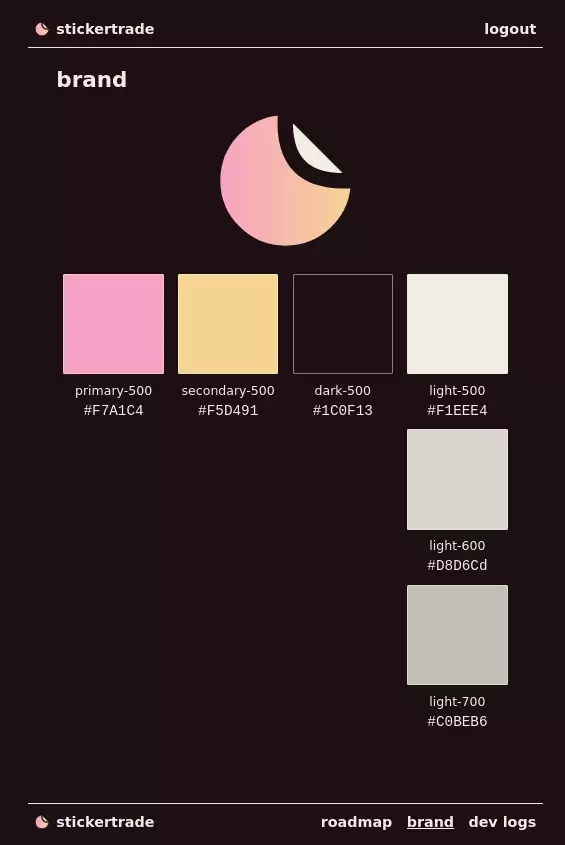 stickertrade logout
brand
primary-500 secondary-500 dark-500 light-500
#F7A1C4 #F5D491 #1C0F13 #F1EEE4
light-600
#D8D6Cd
light-700
#C0BEB6
stickertrade roadmap brand dev logs